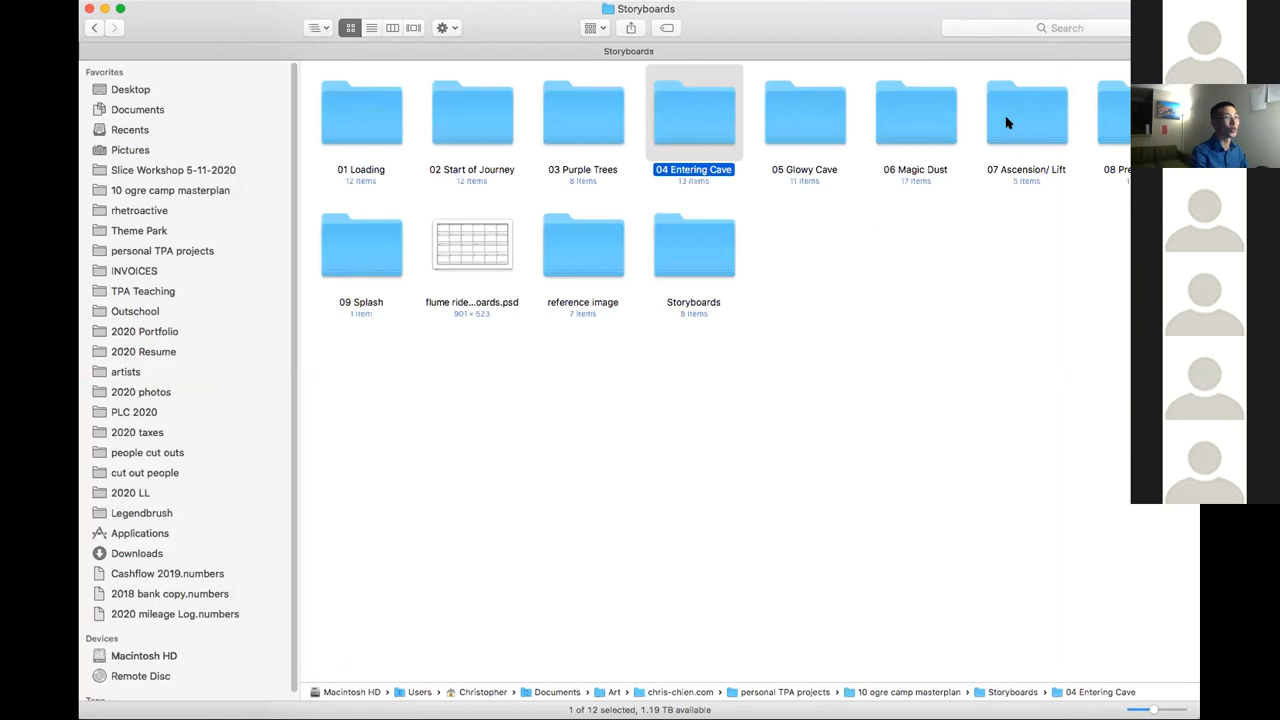 Storyboards
Search
Storyboards
Favorites
Desktop
Documents
Recents
Pictures
Slice Workshop 5-11-2020
10 ogre camp masterplan
rhetroactive
Theme Park
personal TPA projects
INVOICES
TPA Teaching
Outschool
2020 Portfolio
2020 Resume
artists
2020 photos
PLC 2020
2020 taxes
people cut outs
cut out people
2020 LL
Legendbrush
Applications
Downloads
Cashflow 2019.numbers
2018 bank copy.numbers
2020 mileage Log.numbers
Devices
Macintosh HD
Remote Disc
01 Loading
12 items
02 Start of Journey
12 items
03 Purple Trees
8 items
04 Entering Cave
13 items
05 Glowy Cave
11 items
06 Magic Dust
17 items
07 Ascension/ Lift
5 items
08 Pre
09 Splash
1 item
flume ride...oards.psd
901 × 523
reference image
7 items
Storyboards
8 items
Macintosh HD Users Christopher Documents Art chris-chien.com personal TPA projects 10 ogre camp masterplan Storyboards 04 Entering Cave
1 of 12 selected, 1.19 TB available